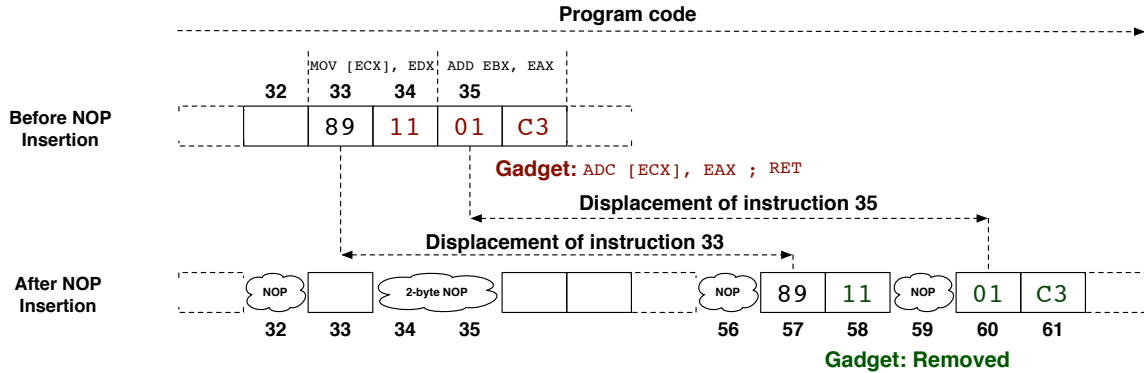 Program code
MOV [ECX], EDX ADD EBX, EAX
32 33 34 35
Before NOP
Insertion
89 11 01 C3
Gadget: ADC [ECX], EAX ; RET
Displacement of instruction 35
Displacement of instruction 33
After NOP
Insertion
NOP 2-byte NOP NOP 89 11 NOP 01 C3
32 33 34 35 56 57 58 59 60 61
Gadget: Removed